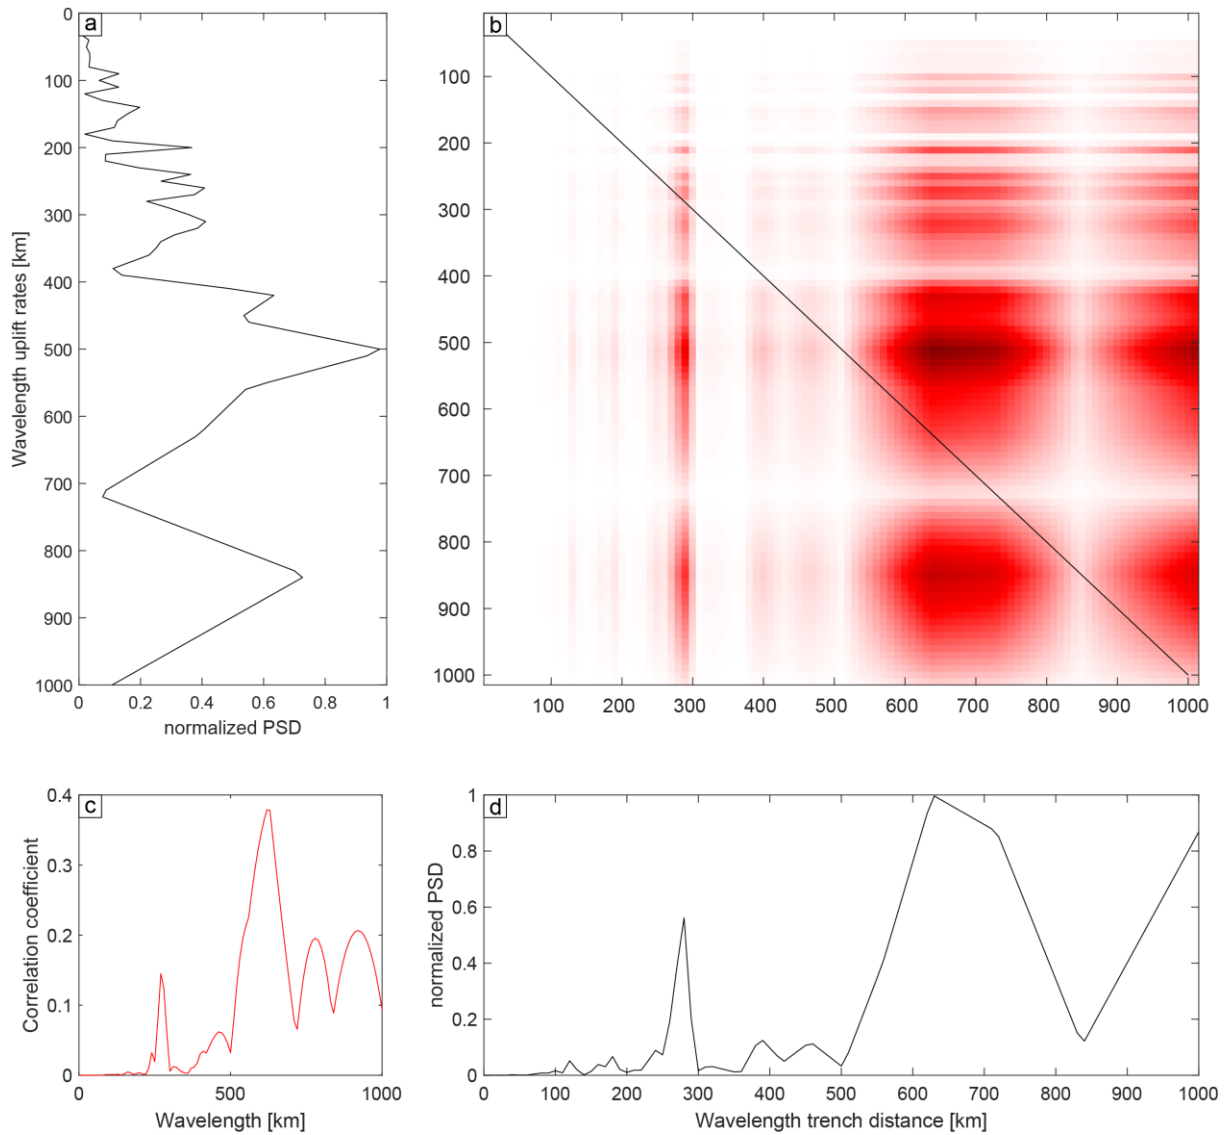 a
0
100
200
300
400
500
600
700
800
900
1000
Wavelength uplift rates [km]
0 0.2 0.4 0.6 0.8 1
normalized PSD
b
100
200
300
400
500
600
700
800
900
1000
100 200 300 400 500 600 700 800 900 1000
c
0.4
0.3
0.2
0.1
0
Correlation coefficient
0 500 1000
Wavelength [km]
d
1
0.8
0.6
0.4
0.2
0
normalized PSD
0 100 200 300 400 500 600 700 800 900 1000
Wavelength trench distance [km]